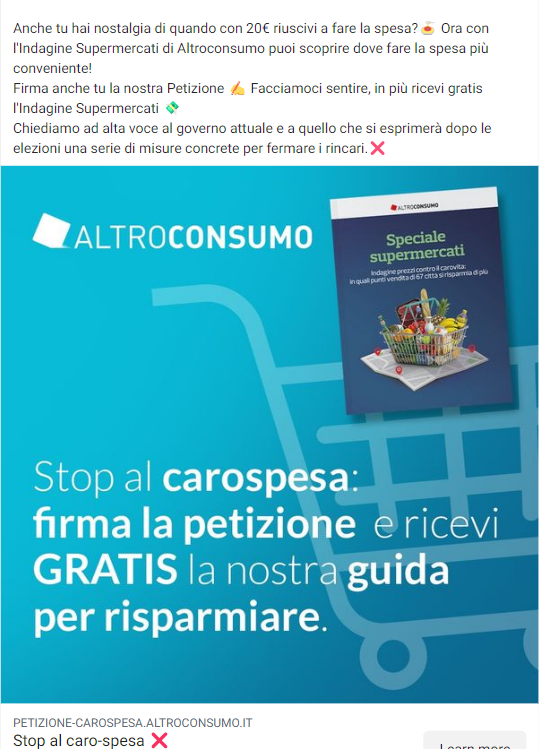 Anche tu hai nostalgia di quando con 20€ riuscivi a fare la spesa?🍝 Ora con
l'Indagine Supermercati di Altroconsumo puoi scoprire dove fare la spesa più
conveniente!
Firma anche tu la nostra Petizione ✍️ Facciamoci sentire, in più ricevi gratis
l'Indagine Supermercati 💸
Chiediamo ad alta voce al governo attuale e a quello che si esprimerà dopo le
elezioni una serie di misure concrete per fermare i rincari.❌
ALTROCONSUMO
ALTROCONSUMO
Speciale
supermercati
Indagine prezzi contro il carovita:
in quali punti vendita di 67 città si risparmia di più
Stop al carospesa:
firma la petizione e ricevi
GRATIS la nostra guida
per risparmiare.
PETIZIONE-CAROSPESA.ALTROCONSUMO.IT
Stop al caro-spesa ❌
Learn more